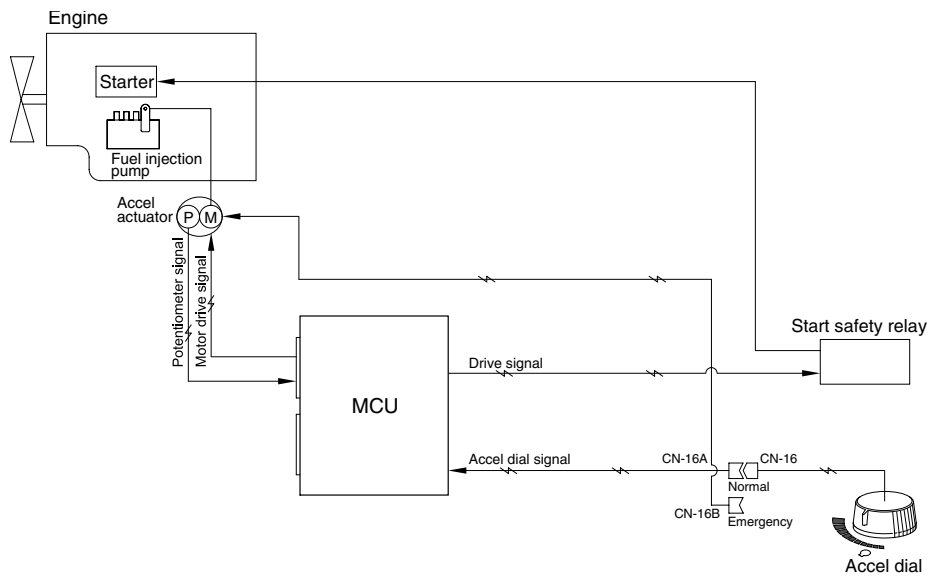 Engine
Starter
Fuel injection
pump
Accel
actuator
P
M
Potentiometer signal
Motor drive signal
MCU
Start safety relay
Drive signal
Accel dial signal
CN-16A
CN-16
Normal
CN-16B
Emergency
Accel dial